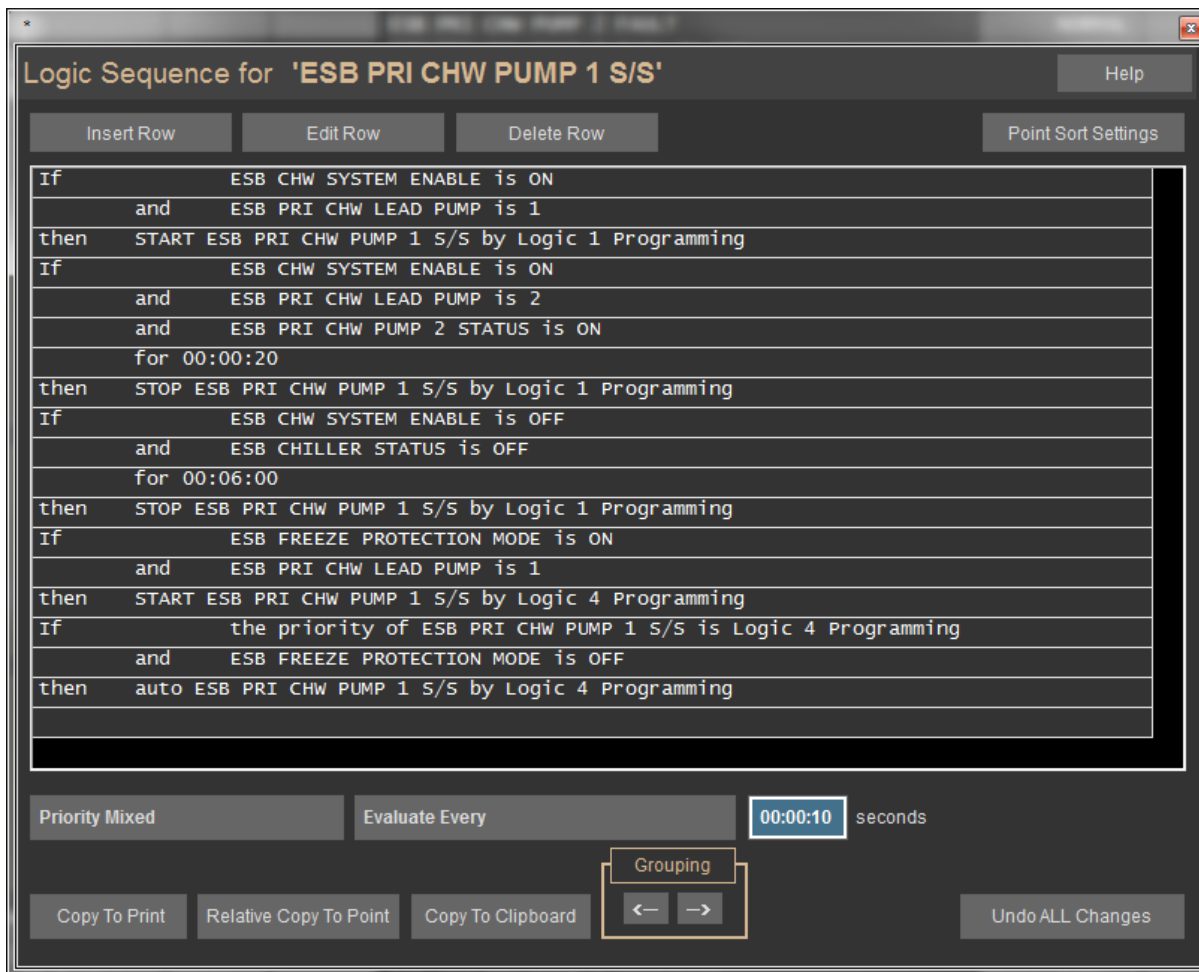 *
ESB PRI CHW PUMP 2 FAULT
Logic Sequence for 'ESB PRI CHW PUMP 1 S/S'
Help
Insert Row Edit Row Delete Row Point Sort Settings
If ESB CHW SYSTEM ENABLE is ON
and ESB PRI CHW LEAD PUMP is 1
then START ESB PRI CHW PUMP 1 S/S by Logic 1 Programming
If ESB CHW SYSTEM ENABLE is ON
and ESB PRI CHW LEAD PUMP is 2
and ESB PRI CHW PUMP 2 STATUS is ON
for 00:00:20
then STOP ESB PRI CHW PUMP 1 S/S by Logic 1 Programming
If ESB CHW SYSTEM ENABLE is OFF
and ESB CHILLER STATUS is OFF
for 00:06:00
then STOP ESB PRI CHW PUMP 1 S/S by Logic 1 Programming
If ESB FREEZE PROTECTION MODE is ON
and ESB PRI CHW LEAD PUMP is 1
then START ESB PRI CHW PUMP 1 S/S by Logic 4 Programming
If the priority of ESB PRI CHW PUMP 1 S/S is Logic 4 Programming
and ESB FREEZE PROTECTION MODE is OFF
then auto ESB PRI CHW PUMP 1 S/S by Logic 4 Programming
Priority Mixed Evaluate Every 00:00:10 seconds
Grouping
Copy To Print Relative Copy To Point Copy To Clipboard <-- --> Undo ALL Changes